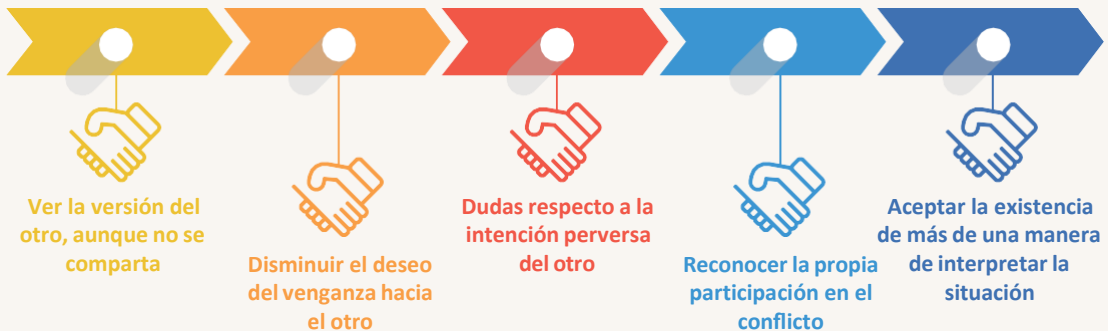 Ver la versión del
otro, aunque no se
comparta
Disminuir el deseo
del venganza hacia
el otro
Dudas respecto a la
intención perversa
del otro
Reconocer la propia
participación en el
conflicto
Aceptar la existencia
de más de una manera
de interpretar la
situación